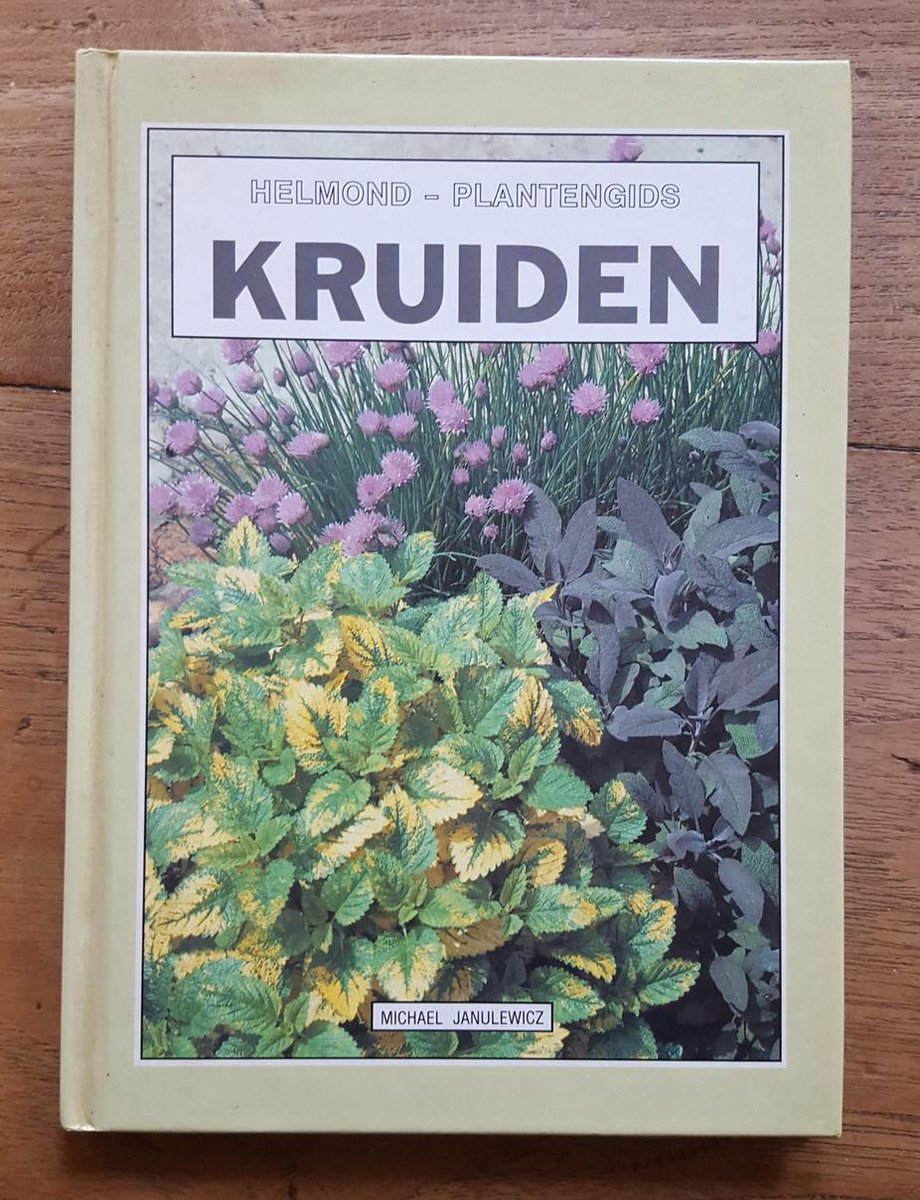 HELMOND - PLANTENGIDS
KRUIDEN
MICHAEL JANULEWICZ